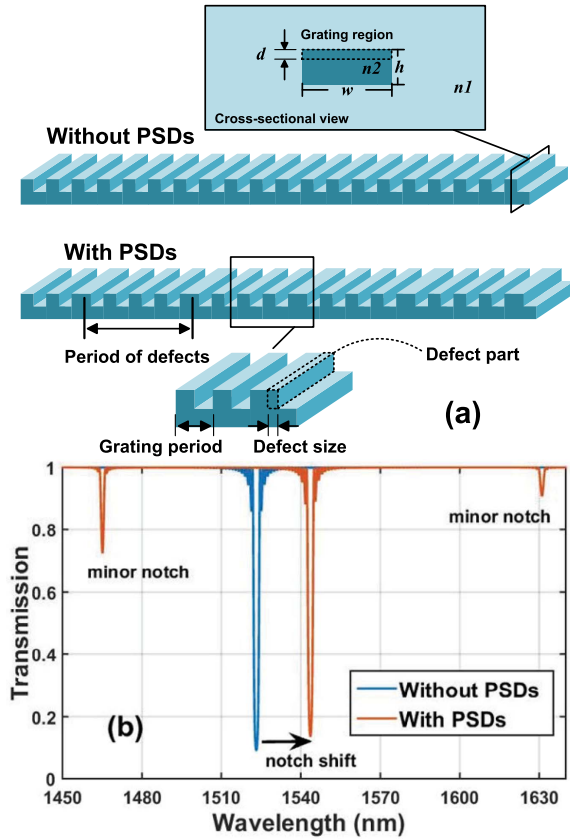 Grating region
d
n2
h
w
n1
Cross-sectional view
Without PSDs
With PSDs
Period of defects
Defect part
(a)
Grating period
Defect size
1
0.8
0.6
0.4
0.2
0
Transmission
minor notch
minor notch
Without PSDs
With PSDs
(b)
notch shift
1450 1480 1510 1540 1570 1600 1630
Wavelength (nm)